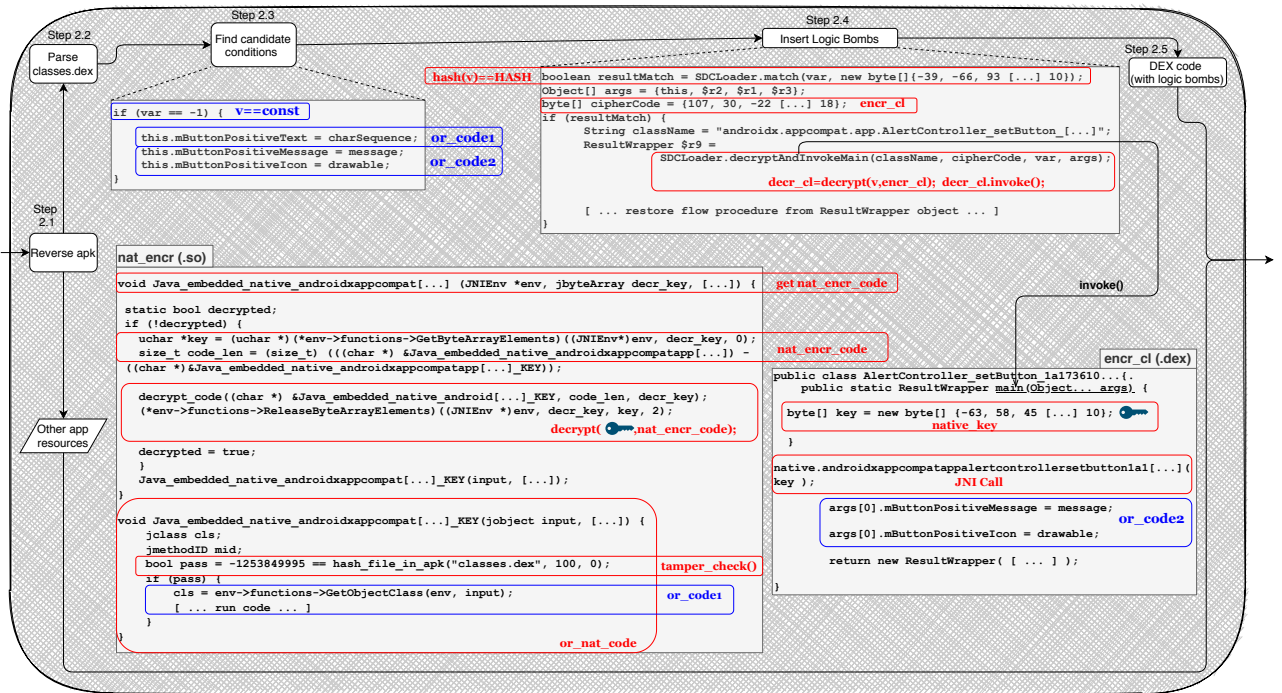 Step 2.2
Parse
classes.dex
Step 2.3
Find candidate
conditions
Step 2.4
Insert Logic Bombs
Step 2.5
DEX code
(with logic bombs)
if (var == -1) { v==const
this.mButtonPositiveText = charSequence; or_code1
this.mButtonPositiveMessage = message;
this.mButtonPositiveIcon = drawable; or_code2
}
hash(v)==HASH boolean resultMatch = SDCLoader.match(var, new byte[]{-39, -66, 93 [...] 10});
Object[] args = {this, $r2, $r1, $r3};
byte[] cipherCode = {107, 30, -22 [...] 18}; encr_cl
if (resultMatch) {
String className = "androidx.appcompat.app.AlertController_setButton_[...]";
ResultWrapper $r9 =
SDCLoader.decryptAndInvokeMain(className, cipherCode, var, args);
decr_cl=decrypt(v,encr_cl); decr_cl.invoke();
[ ... restore flow procedure from ResultWrapper object ... ]
}
Step
2.1
Reverse apk
Other app
resources
nat_encr (.so)
void Java_embedded_native_androidxappcompat[...] (JNIEnv *env, jbyteArray decr_key, [...]) { get nat_encr_code
static bool decrypted;
if (!decrypted) {
uchar *key = (uchar *)(*env->functions->GetByteArrayElements)((JNIEnv*)env, decr_key, 0);
size_t code_len = (size_t) (((char *) &Java_embedded_native_androidxappcompatapp[...]) - nat_encr_code
((char *)&Java_embedded_native_androidxappcompatapp[...]_KEY));
decrypt_code((char *) &Java_embedded_native_android[...]_KEY, code_len, decr_key);
(*env->functions->ReleaseByteArrayElements)((JNIEnv *)env, decr_key, key, 2);
decrypt( ,nat_encr_code);
decrypted = true;
}
Java_embedded_native_androidxappcompat[...]_KEY(input, [...]);
}
void Java_embedded_native_androidxappcompat[...]_KEY(jobject input, [...]) {
jclass cls;
jmethodID mid;
bool pass = -1253849995 == hash_file_in_apk("classes.dex", 100, 0); tamper_check()
if (pass) {
cls = env->functions->GetObjectClass(env, input); or_code1
[ ... run code ... ]
}
}
or_nat_code
invoke()
encr_cl (.dex)
public class AlertController_setButton_1a173610...{.
public static ResultWrapper main(Object... args) {
byte[] key = new byte[] {-63, 58, 45 [...] 10};
native_key
}
native.androidxappcompatappalertcontrollersetbutton1a1[...](
key ); JNI Call
args[0].mButtonPositiveMessage = message;
or_code2
args[0].mButtonPositiveIcon = drawable;
return new ResultWrapper( [ ... ] );
}